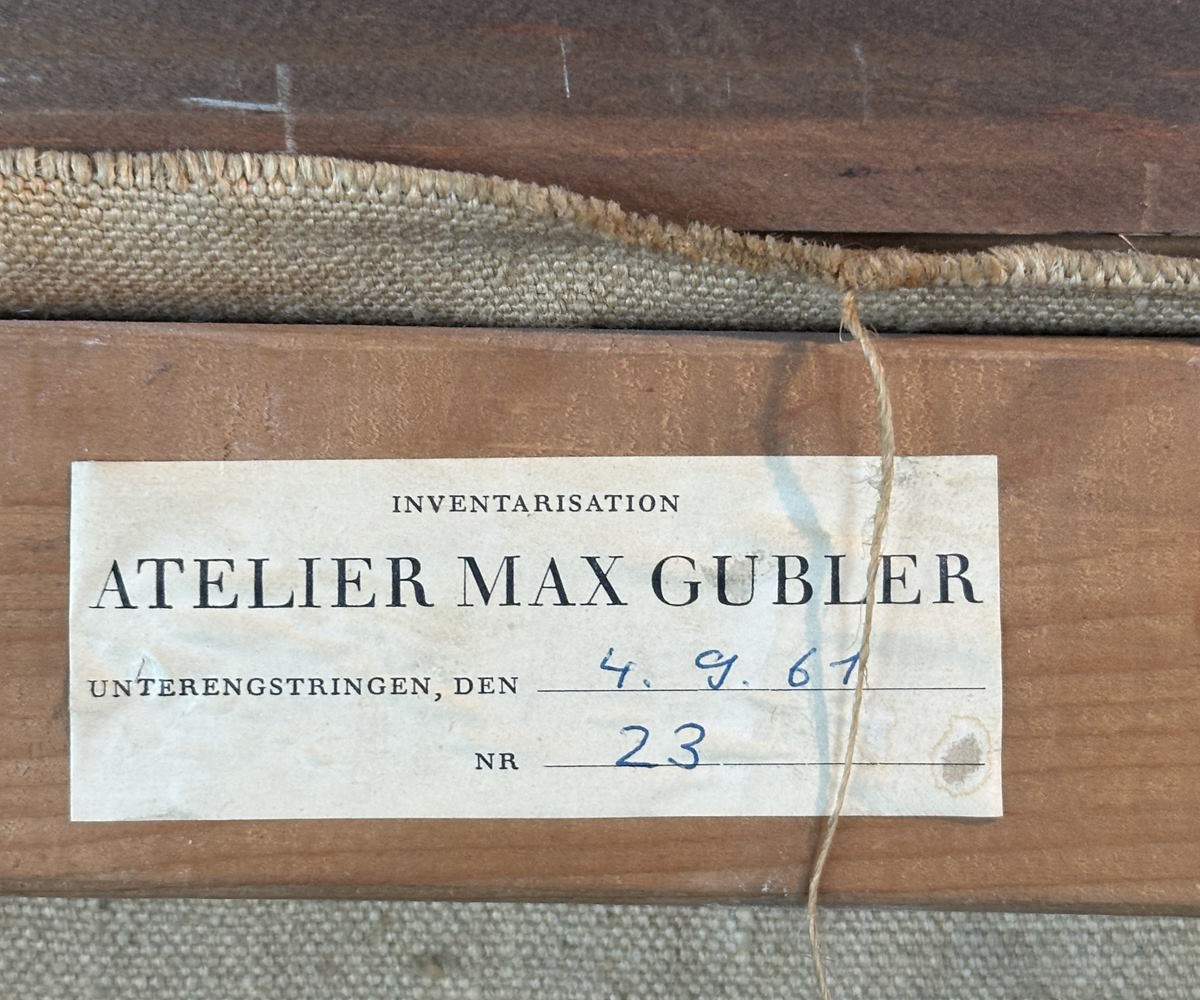 INVENTARISATION
ATELIER MAX GUBLER
UNTERENGSTRINGEN, DEN 4. 9. 61
NR 23